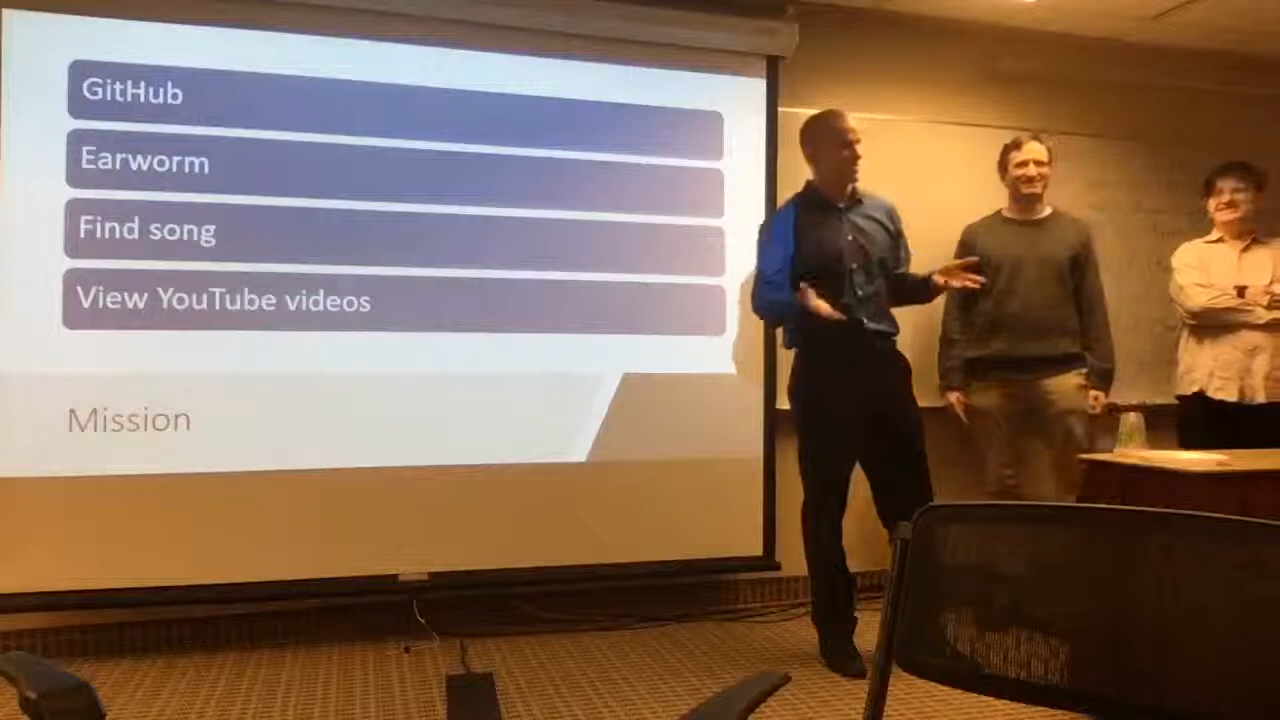 GitHub
Earworm
Find song
View YouTube videos
Mission